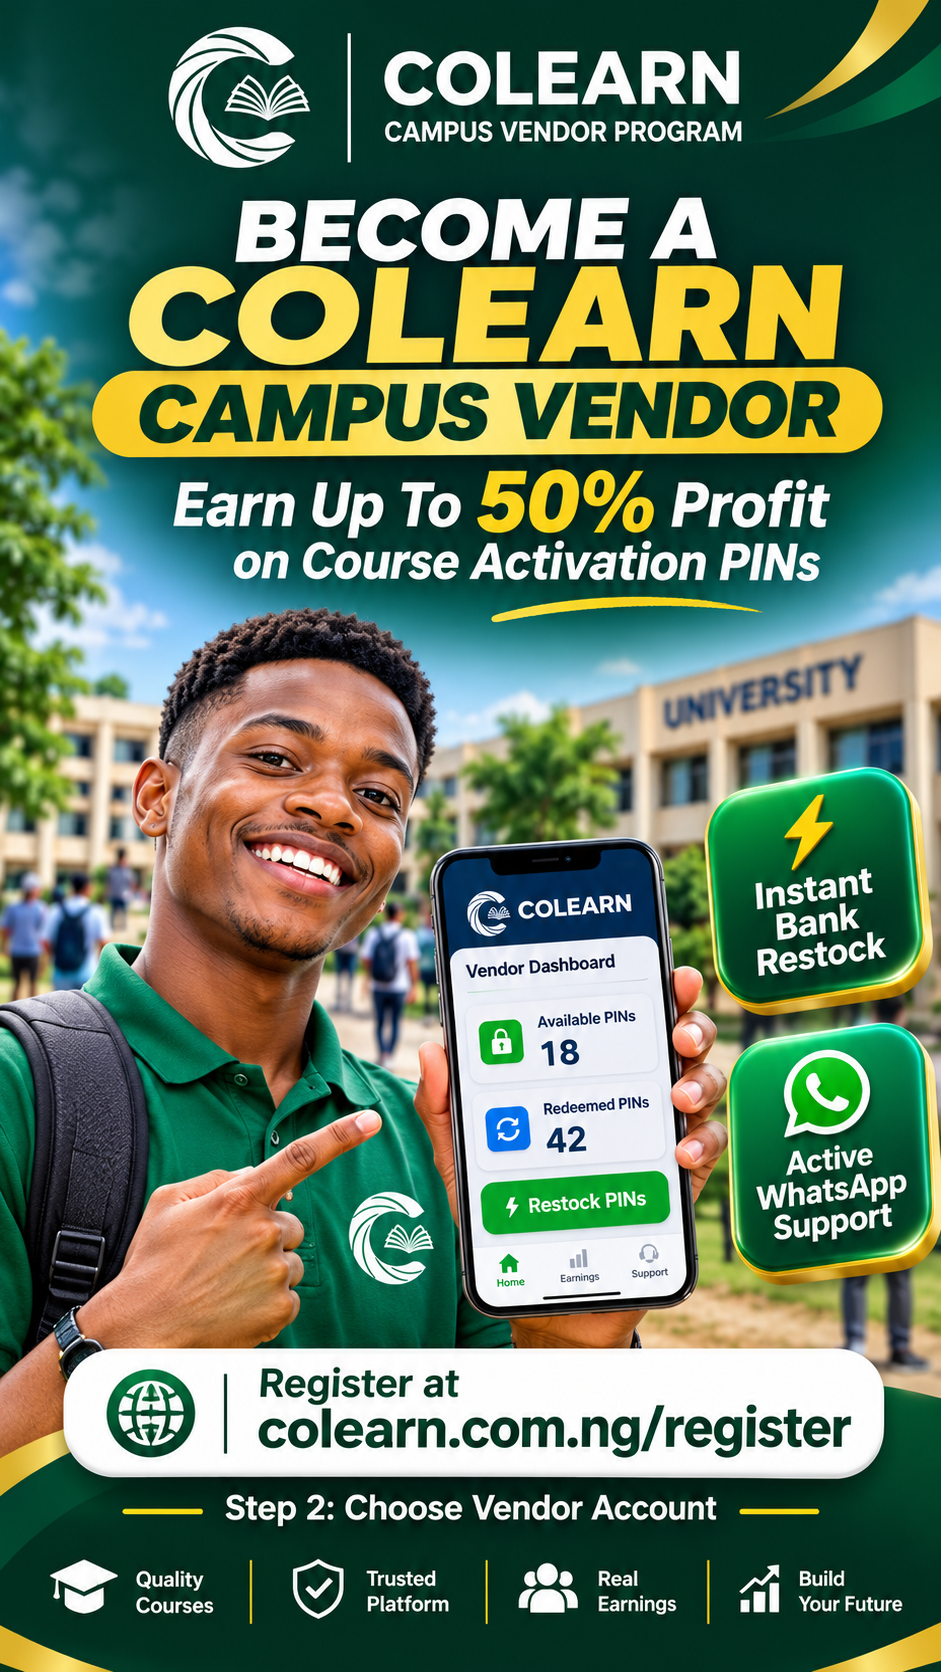 COLEARN
CAMPUS VENDOR PROGRAM
BECOME A
COLEARN
CAMPUS VENDOR
Earn Up To 50% Profit
on Course Activation PINs
UNIVERSITY
Instant
Bank
Restock
COLEARN
Vendor Dashboard
Available PINs
18
Redeemed PINs
42
Restock PINs
Home
Earnings
Support
Active
WhatsApp
Support
Register at
colearn.com.ng/register
Step 2: Choose Vendor Account
Quality
Courses
Trusted
Platform
Real
Earnings
Build
Your Future